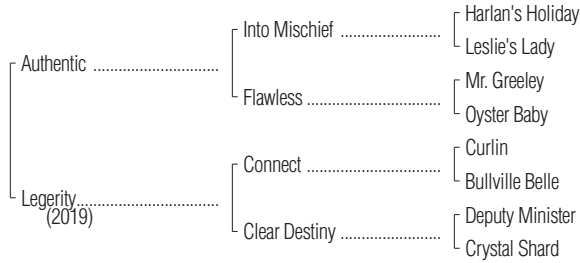 Harlan's Holiday
Into Mischief ........................
Leslie's Lady
Authentic ..............................
Mr. Greeley
Flawless ................................
Oyster Baby
Curlin
Connect ................................
Bullville Belle
Legerity..................................
(2019)
Deputy Minister
Clear Destiny ........................
Crystal Shard